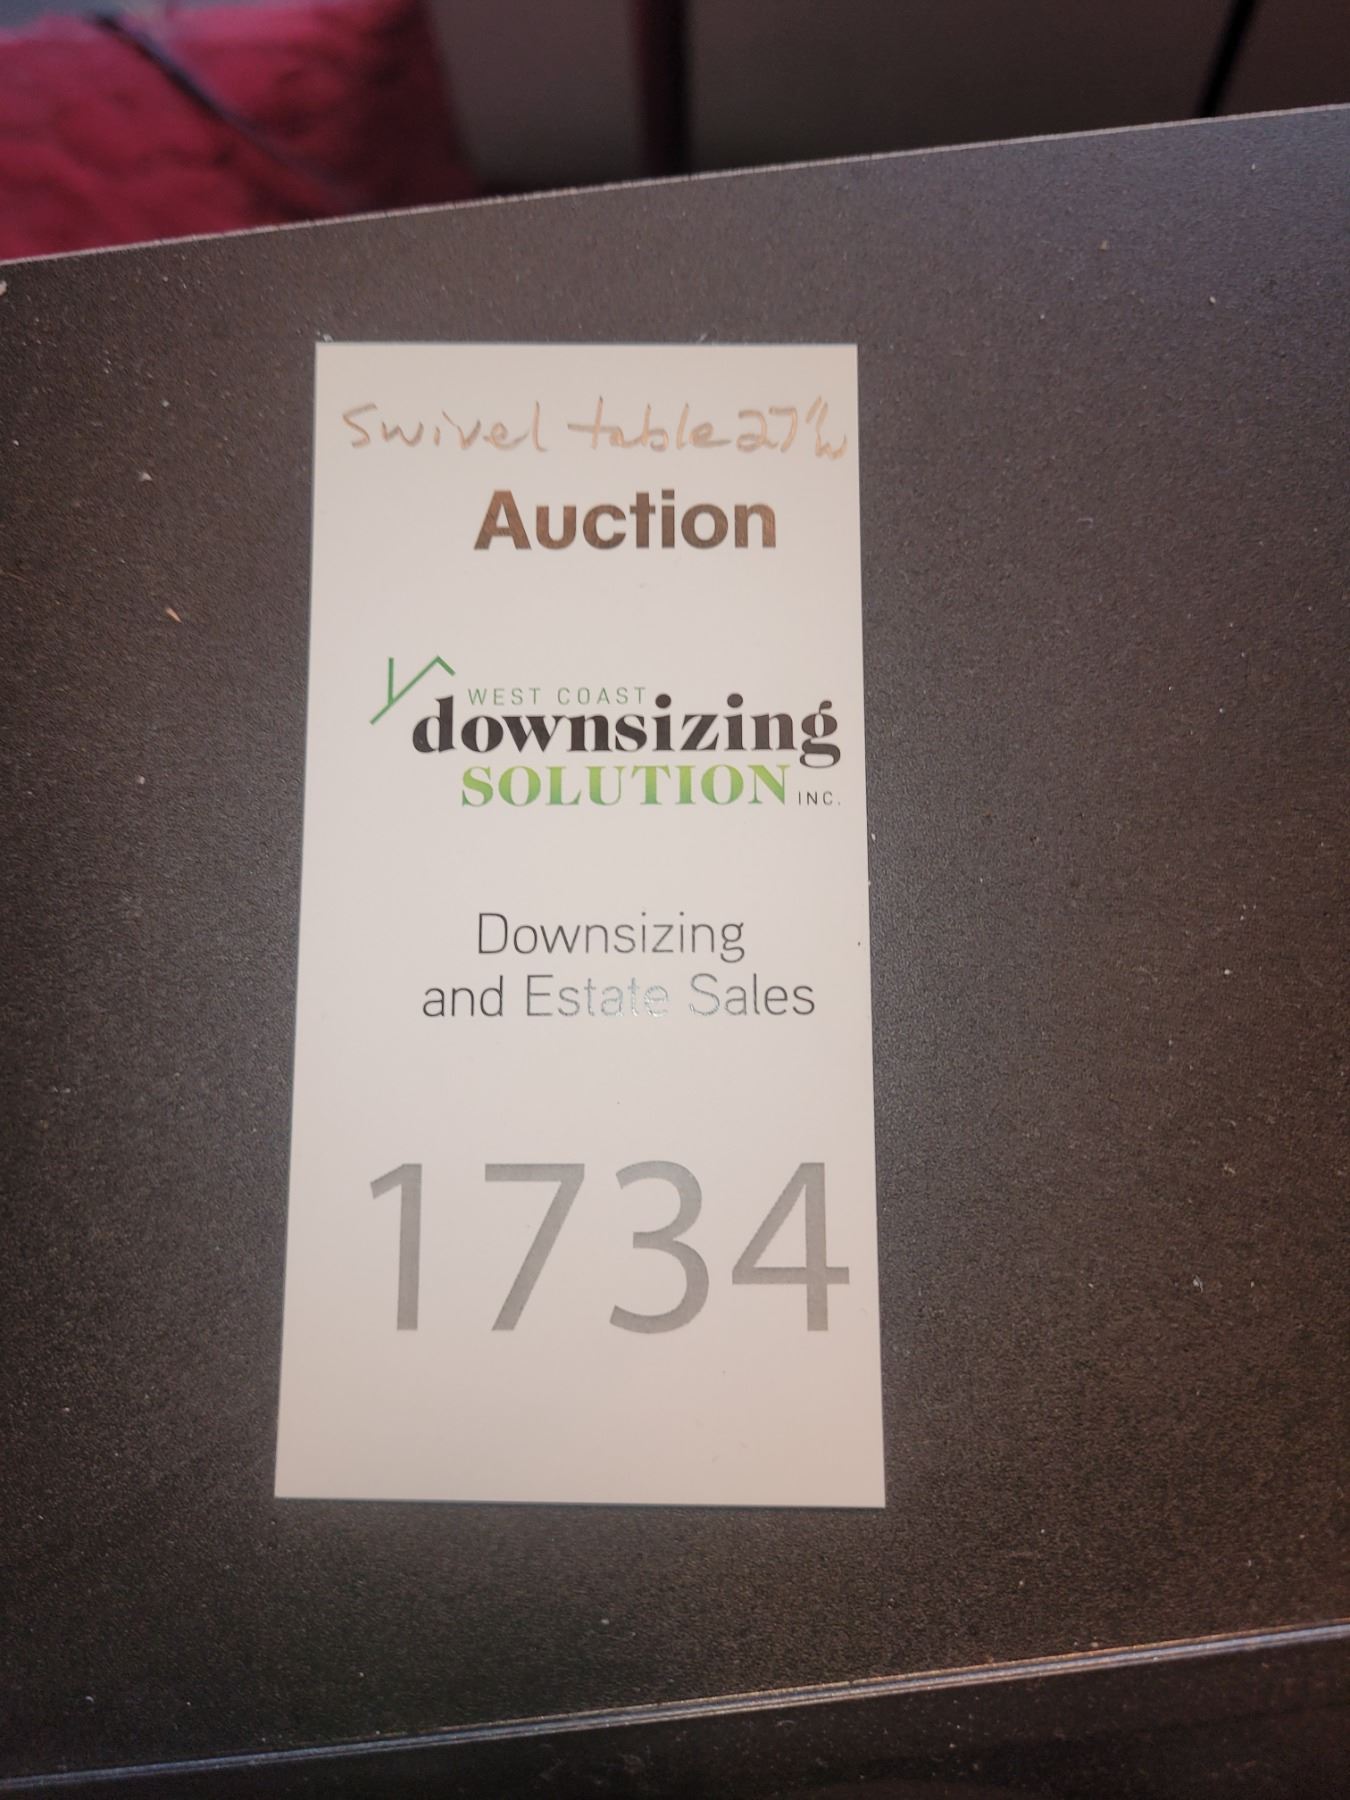 Swivel table 27"w
Auction
WEST COAST
downsizing
SOLUTION INC.
Downsizing
and Estate Sales
1734